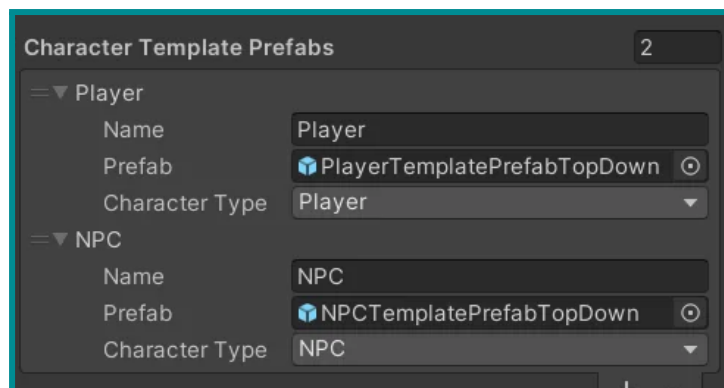 Character Template Prefabs 2
Player
Name Player
Prefab PlayerTemplatePrefabTopDown
Character Type Player
NPC
Name NPC
Prefab NPCTemplatePrefabTopDown
Character Type NPC